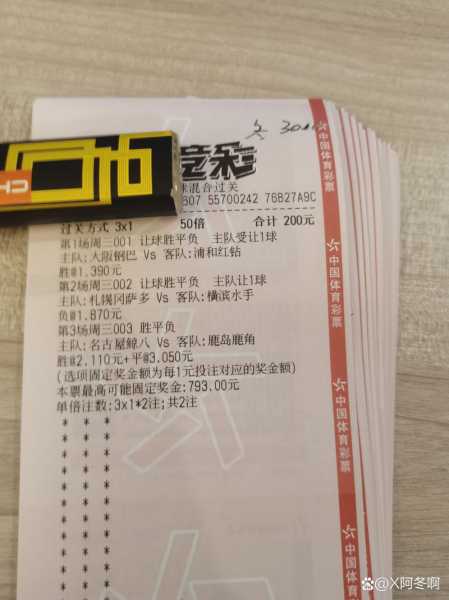 竞彩
球混合过关
807 55700242 76B27A9C
过关方式 3x1 50倍 合计 200元
第1场周三001 让球胜平负 主队受让1球
主队:大阪钢巴 Vs 客队:浦和红钻
胜@1.390元
第2场周三002 让球胜平负 主队让1球
主队:札幌冈萨多 Vs 客队:横滨水手
负@1.870元
第3场周三003 胜平负
主队:名古屋鲸八 Vs 客队:鹿岛鹿角
胜@2.110元+平@3.050元
(选项固定奖金额为每1元投注对应的奖金额)
本票最高可能固定奖金:793.00元
单倍注数:3x1*2注;共2注
中国体育彩票
中国体育彩票
中国体育彩票
中国体育
@X阿冬啊